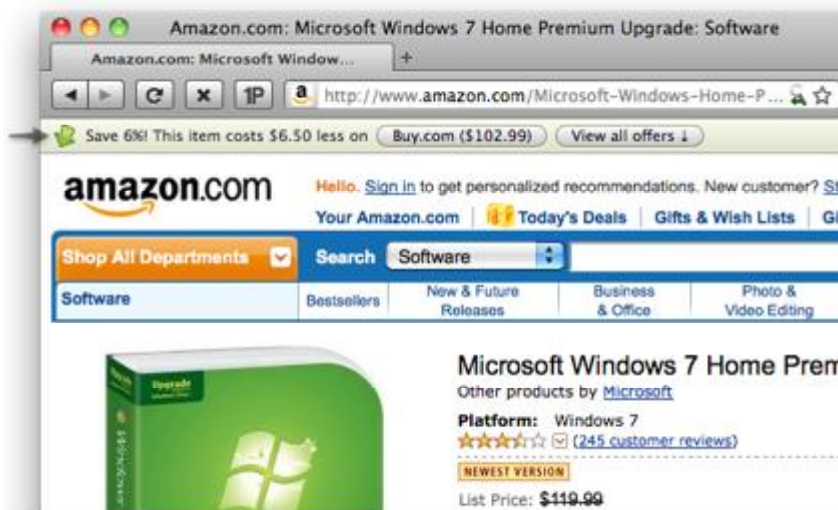 Amazon.com: Microsoft Windows 7 Home Premium Upgrade: Software
Amazon.com: Microsoft Window... +
1P a http://www.amazon.com/Microsoft-Windows-Home-P...
Save 6%! This item costs $6.50 less on Buy.com ($102.99) View all offers ↓
amazon.com
Hello. Sign in to get personalized recommendations. New customer? St
Your Amazon.com Today's Deals Gifts & Wish Lists Gi
Shop All Departments Search Software
Software Bestsellers New & Future Releases Business & Office Photo & Video Editing
Upgrade
Microsoft Windows 7 Home Prem
Other products by Microsoft
Platform: Windows 7
(245 customer reviews)
NEWEST VERSION
List Price: $119.99